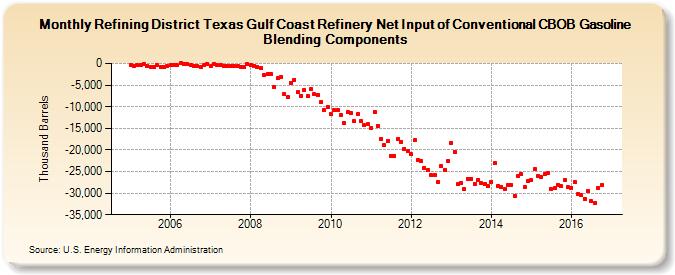 Monthly Refining District Texas Gulf Coast Refinery Net Input of Conventional CBOB Gasoline
Blending Components
Thousand Barrels
0
-5,000
-10,000
-15,000
-20,000
-25,000
-30,000
-35,000
2006 2008 2010 2012 2014 2016
Source: U.S. Energy Information Administration